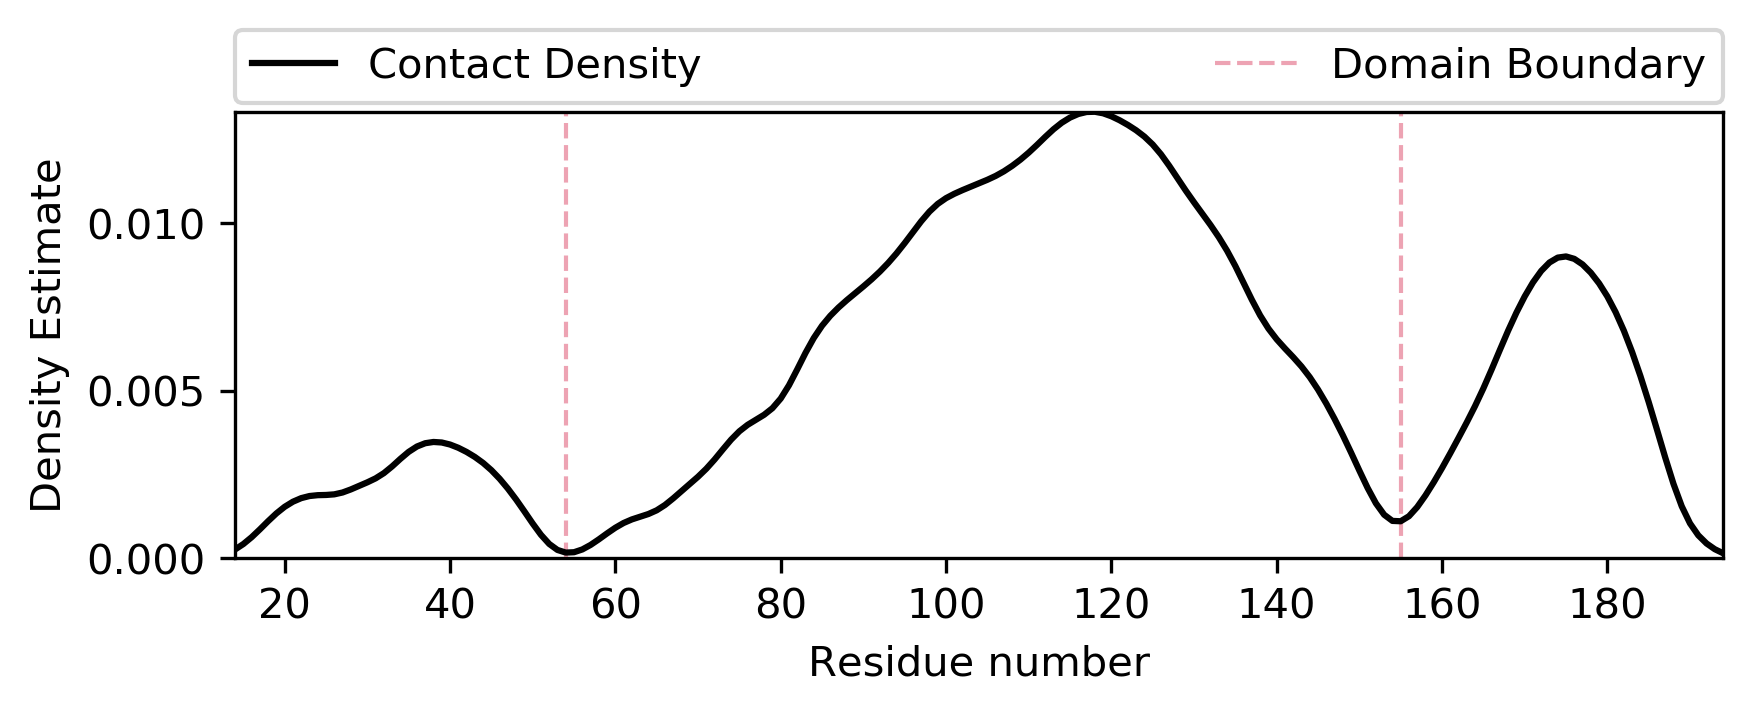 Contact Density
Domain Boundary
Density Estimate
0.010
0.005
0.000
20 40 60 80 100 120 140 160 180
Residue number